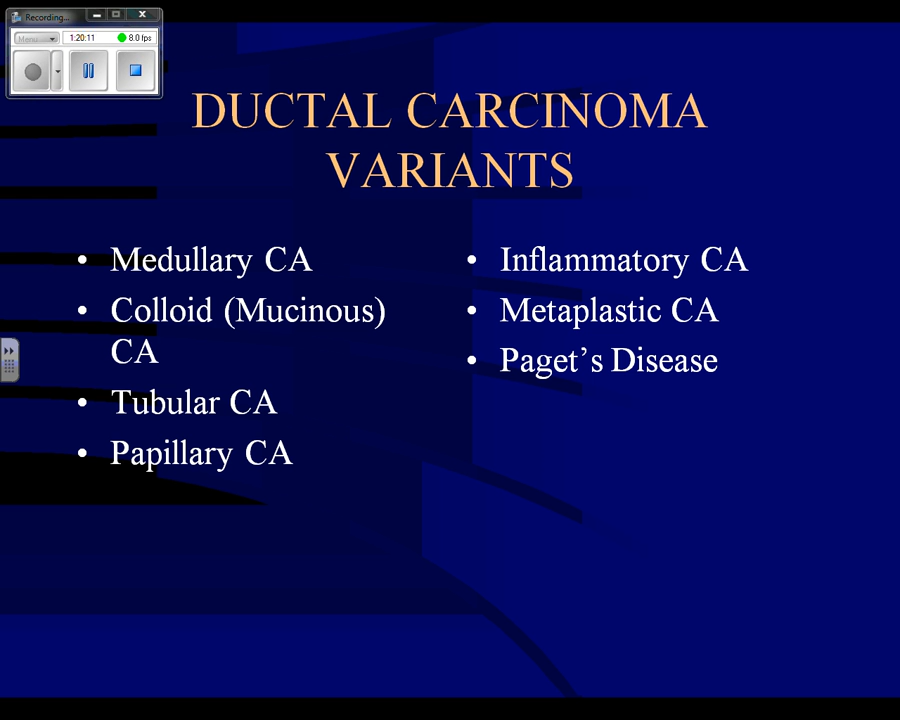 Recording...
Menu
1:20:11
8.0 fps
DUCTAL CARCINOMA
VARIANTS
• Medullary CA
• Colloid (Mucinous)
CA
• Tubular CA
• Papillary CA
• Inflammatory CA
• Metaplastic CA
• Paget’s Disease